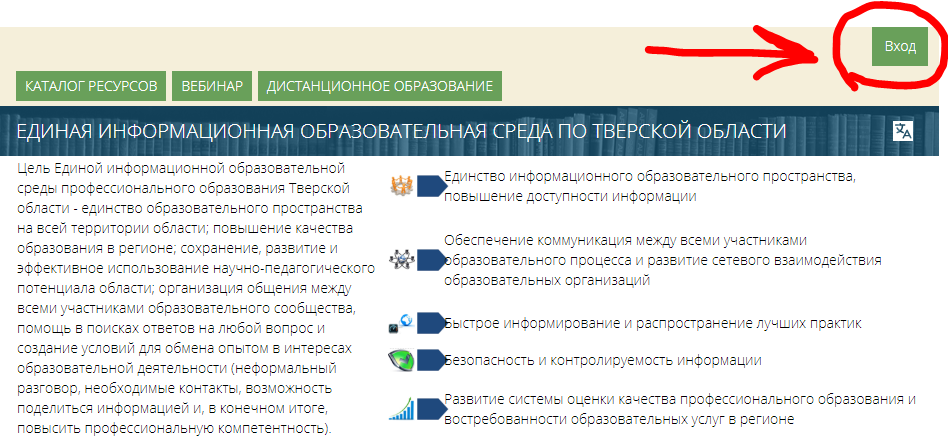 Вход
КАТАЛОГ РЕСУРСОВ
ВЕБИНАР
ДИСТАНЦИОННОЕ ОБРАЗОВАНИЕ
ЕДИНАЯ ИНФОРМАЦИОННАЯ ОБРАЗОВАТЕЛЬНАЯ СРЕДА ПО ТВЕРСКОЙ ОБЛАСТИ
Цель Единой информационной образовательной
среды профессионального образования Тверской
области - единство образовательного пространства
на всей территории области; повышение качества
образования в регионе; сохранение, развитие и
эффективное использование научно-педагогического
потенциала области; организация общения между
всеми участниками образовательного сообщества,
помощь в поисках ответов на любой вопрос и
создание условий для обмена опытом в интересах
образовательной деятельности (неформальный
разговор, необходимые контакты, возможность
поделиться информацией и, в конечном итоге,
повысить профессиональную компетентность).
Единство информационного образовательного пространства,
повышение доступности информации
Обеспечение коммуникация между всеми участниками
образовательного процесса и развитие сетевого взаимодействия
образовательных организаций
Быстрое информирование и распространение лучших практик
Безопасность и контролируемость информации
Развитие системы оценки качества профессионального образования и
востребованности образовательных услуг в регионе